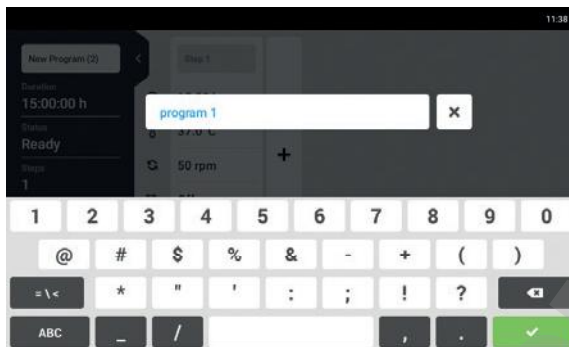 11:38
New Program (2)
Step 1
Duration
15:00:00 h
program 1
Status
37.0°C
Ready
50 rpm
Steps
1
1 2 3 4 5 6 7 8 9 0
@ # $ % & - + ( )
= \ < * " ' : ; ! ?
ABC _ / , .